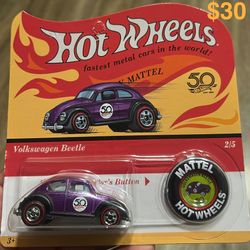 $30
Hot Wheels
fastest metal cars in the world!
MATTEL
50
50
Volkswagen Beetle
2/5
Button
MATTEL
HOT WHEELS
3+